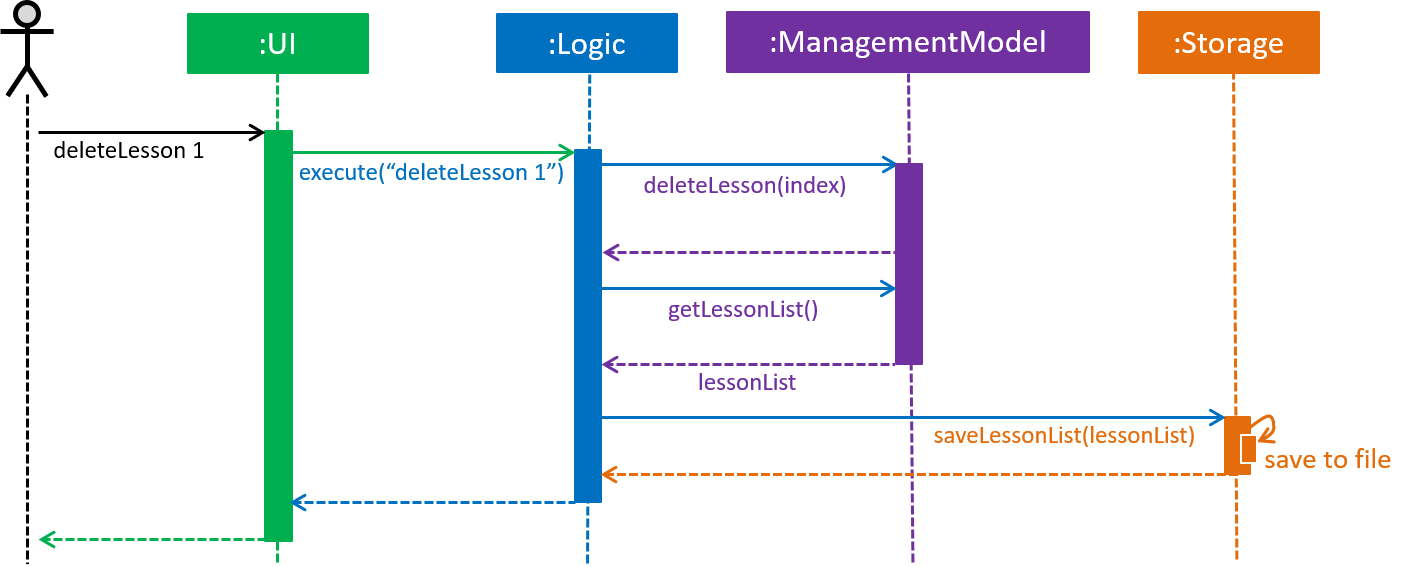 :UI
:Logic
:ManagementModel
:Storage
deleteLesson 1
execute(“deleteLesson 1”)
deleteLesson(index)
getLessonList()
lessonList
saveLessonList(lessonList)
save to file